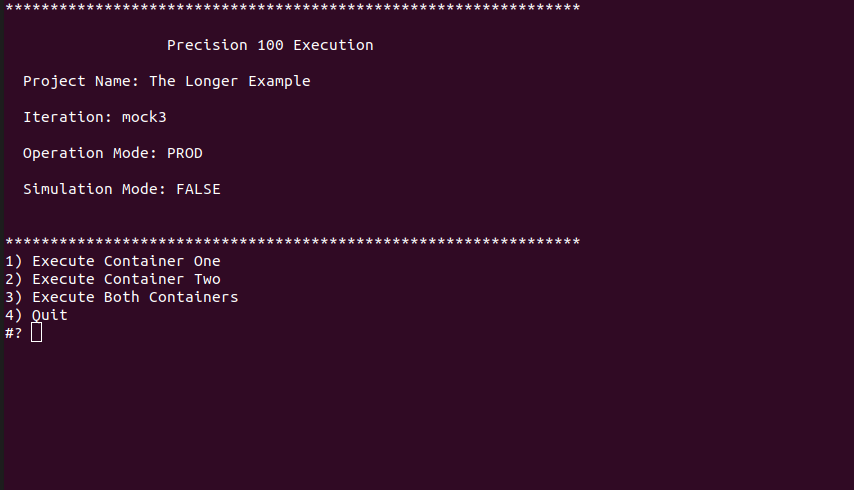 ****************************************************************
Precision 100 Execution
Project Name: The Longer Example
Iteration: mock3
Operation Mode: PROD
Simulation Mode: FALSE
****************************************************************
1) Execute Container One
2) Execute Container Two
3) Execute Both Containers
4) Quit
#?